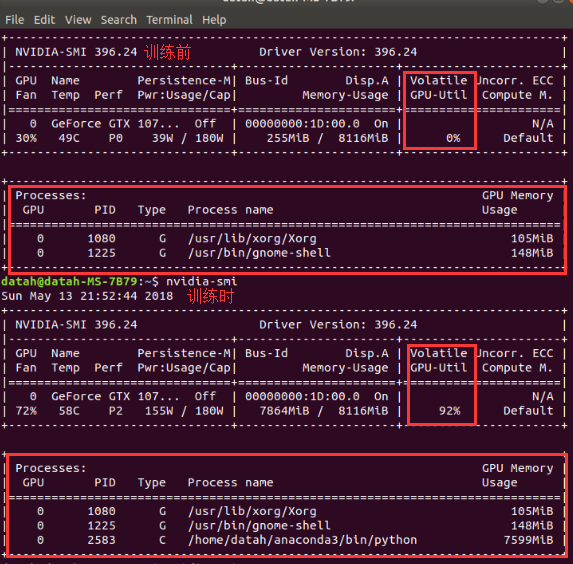 datah@datah-MS-7B79
File Edit View Search Terminal Help
+-----------------------------------------------------------------------------+
| NVIDIA-SMI 396.24 训练前 Driver Version: 396.24 |
|-------------------------------+----------------------+----------------------+
| GPU Name Persistence-M| Bus-Id Disp.A | Volatile Uncorr. ECC |
| Fan Temp Perf Pwr:Usage/Cap| Memory-Usage | GPU-Util Compute M. |
|===============================+======================+======================|
| 0 GeForce GTX 107... Off | 00000000:1D:00.0 On | N/A |
| 30% 49C P0 39W / 180W | 255MiB / 8116MiB | 0% Default |
+-------------------------------+----------------------+----------------------+
+-----------------------------------------------------------------------------+
| Processes: GPU Memory |
| GPU PID Type Process name Usage |
|=============================================================================|
| 0 1080 G /usr/lib/xorg/Xorg 105MiB |
| 0 1225 G /usr/bin/gnome-shell 148MiB |
+-----------------------------------------------------------------------------+
datah@datah-MS-7B79:~$ nvidia-smi
Sun May 13 21:52:44 2018 训练时
+-----------------------------------------------------------------------------+
| NVIDIA-SMI 396.24 Driver Version: 396.24 |
|-------------------------------+----------------------+----------------------+
| GPU Name Persistence-M| Bus-Id Disp.A | Volatile Uncorr. ECC |
| Fan Temp Perf Pwr:Usage/Cap| Memory-Usage | GPU-Util Compute M. |
|===============================+======================+======================|
| 0 GeForce GTX 107... Off | 00000000:1D:00.0 On | N/A |
| 72% 58C P2 155W / 180W | 7864MiB / 8116MiB | 92% Default |
+-------------------------------+----------------------+----------------------+
+-----------------------------------------------------------------------------+
| Processes: GPU Memory |
| GPU PID Type Process name Usage |
|=============================================================================|
| 0 1080 G /usr/lib/xorg/Xorg 105MiB |
| 0 1225 G /usr/bin/gnome-shell 148MiB |
| 0 2583 C /home/datah/anaconda3/bin/python 7599MiB |
+-----------------------------------------------------------------------------+